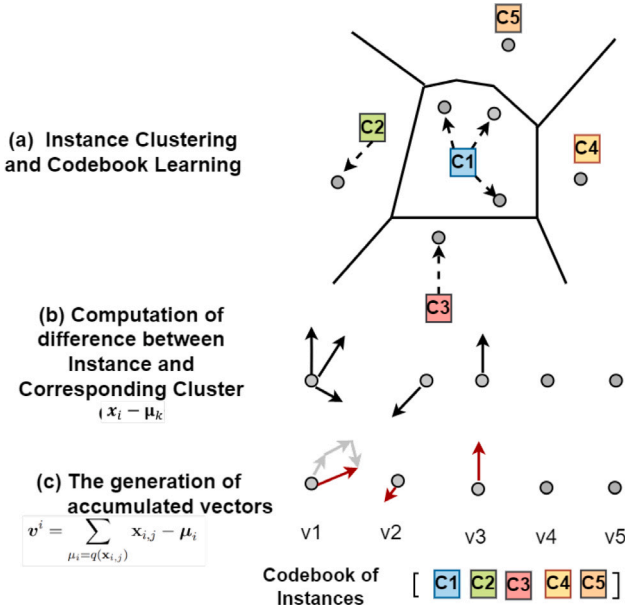 C5
(a) Instance Clustering
and Codebook Learning
C2
C1
C4
C3
(b) Computation of
difference between
Instance and
Corresponding Cluster
( x_i − μ_k
(c) The generation of
accumulated vectors
v^i = ∑_{μ_i=q(x_{i,j})} x_{i,j} − μ_i
v1 v2 v3 v4 v5
Codebook of
Instances
[ C1 C2 C3 C4 C5 ]